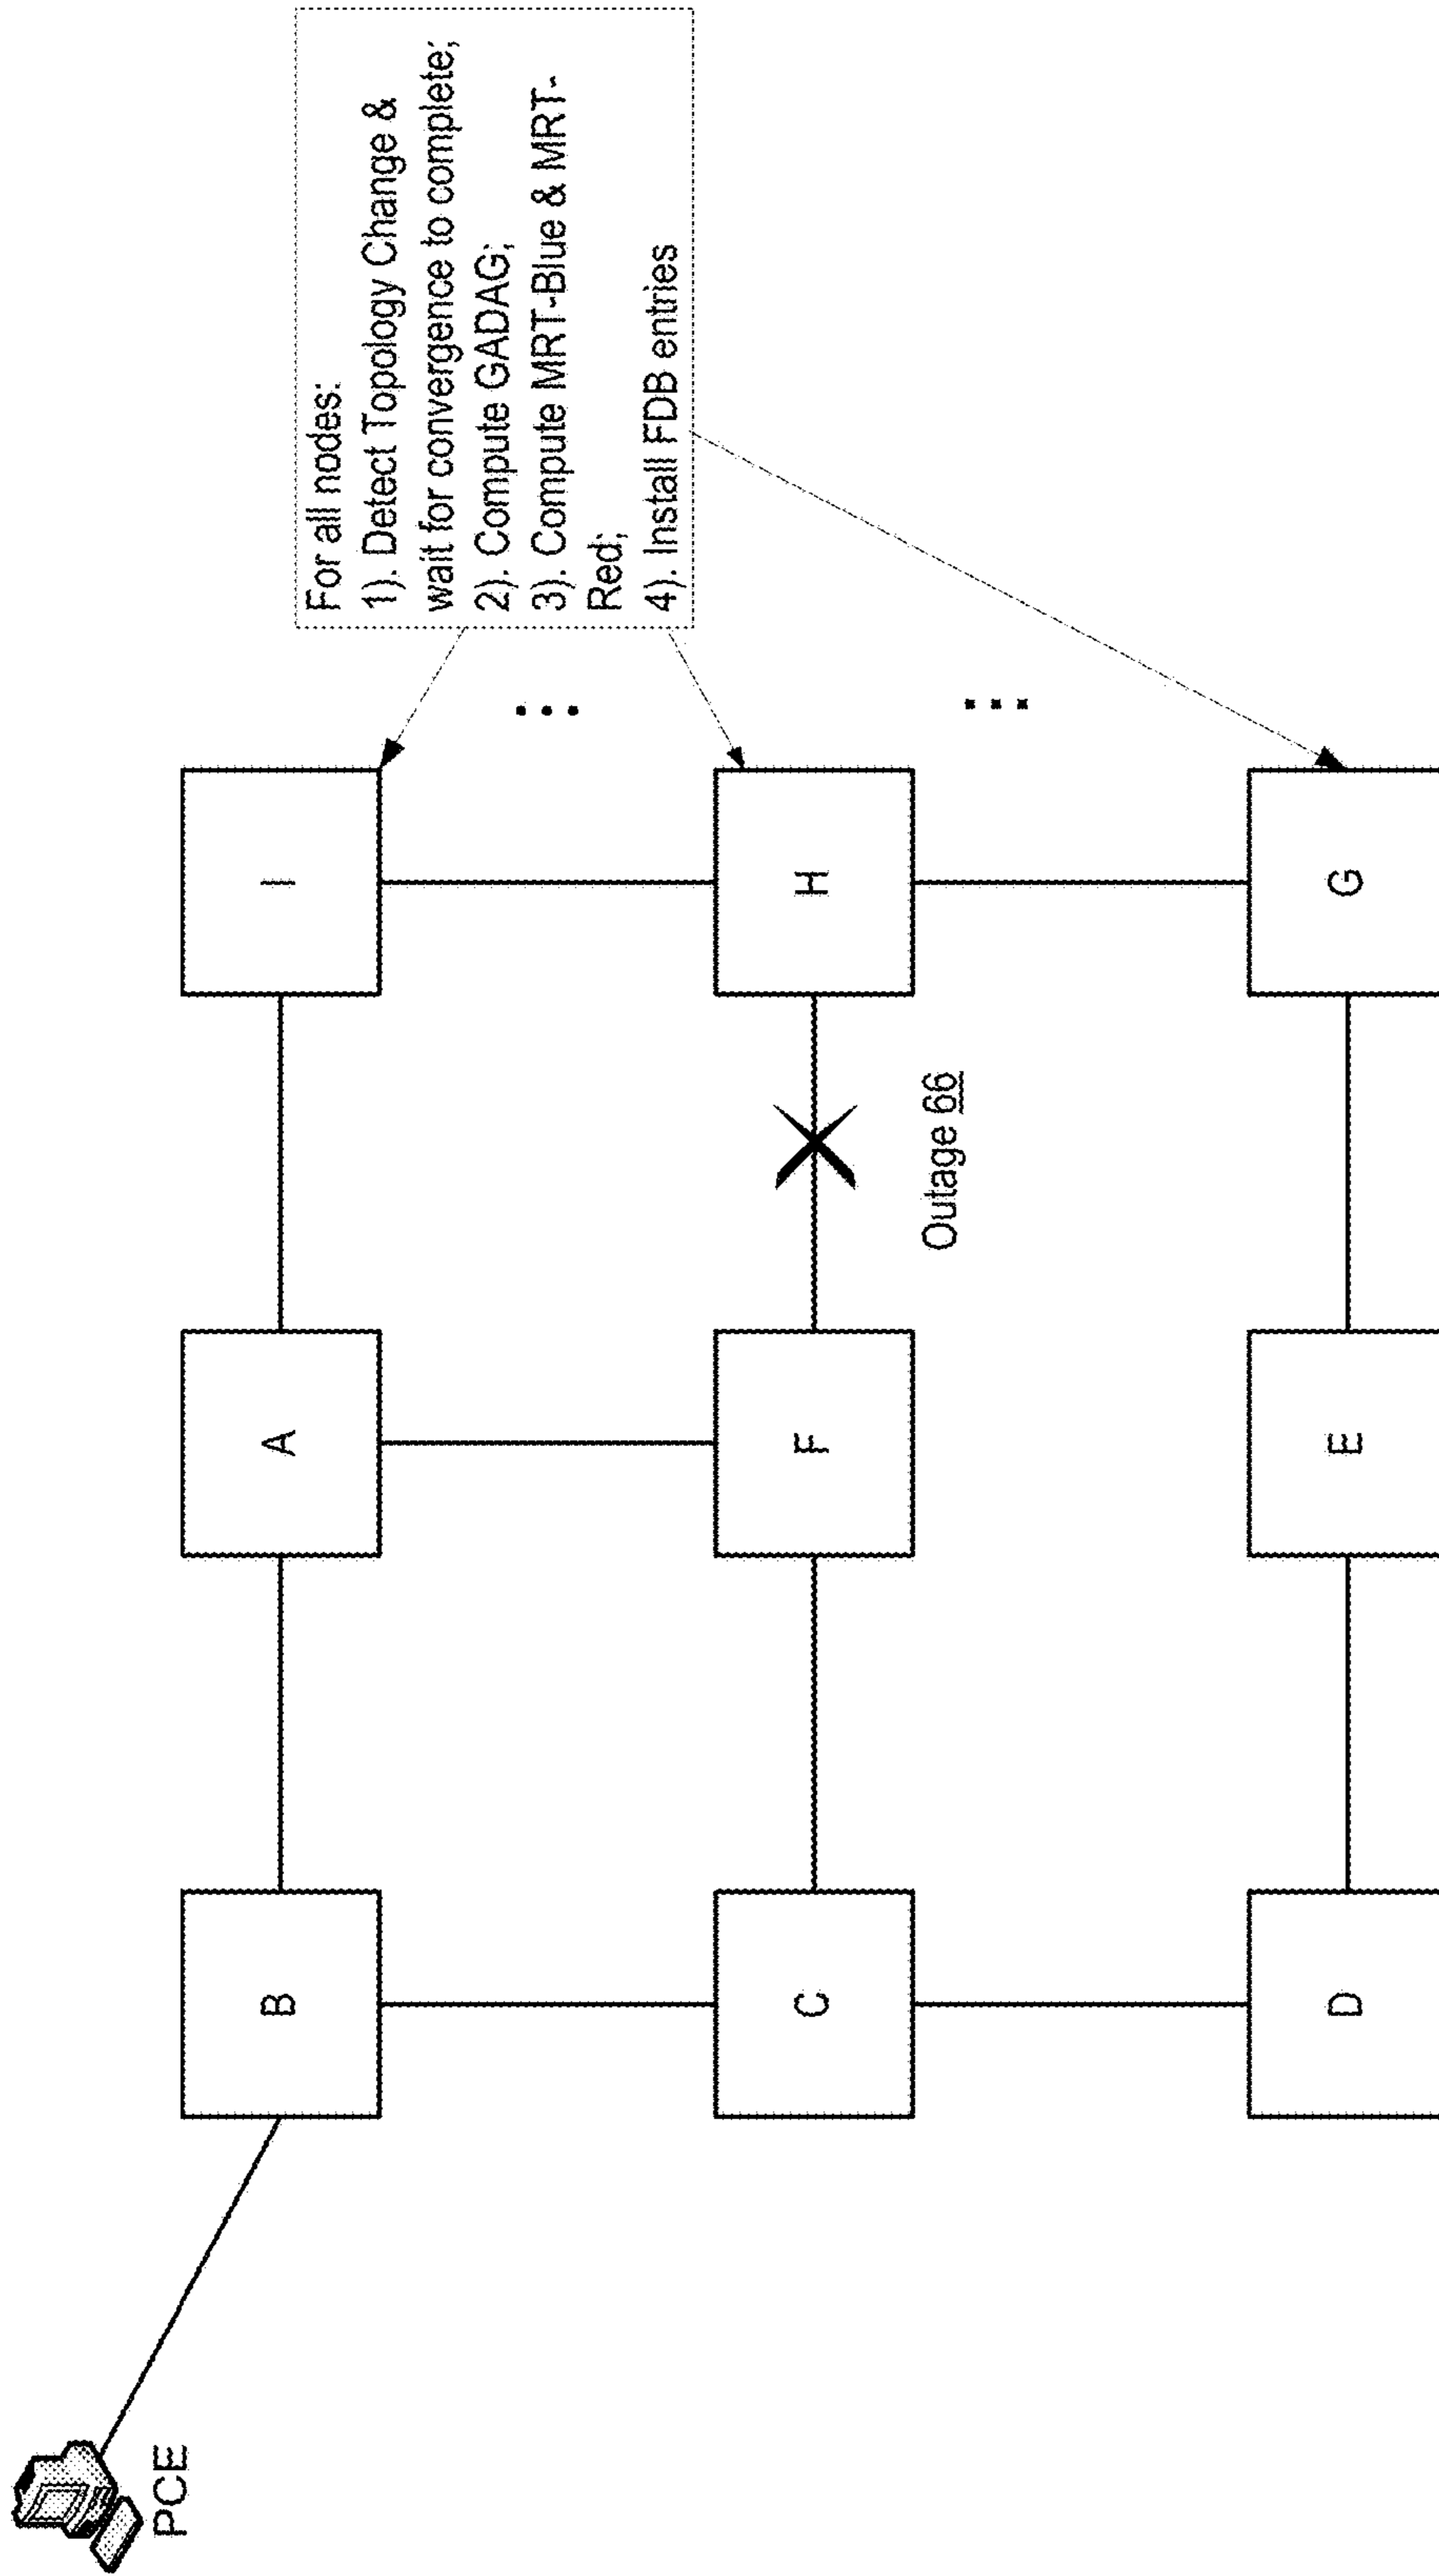 PCE
For all nodes:
1). Detect Topology Change &
wait for convergence to complete;
2). Compute GADAG;
3). Compute MRT-Blue & MRT-
Red;
4). Install FDB entries
B
A
I
C
F
H
Outage 66
D
E
G